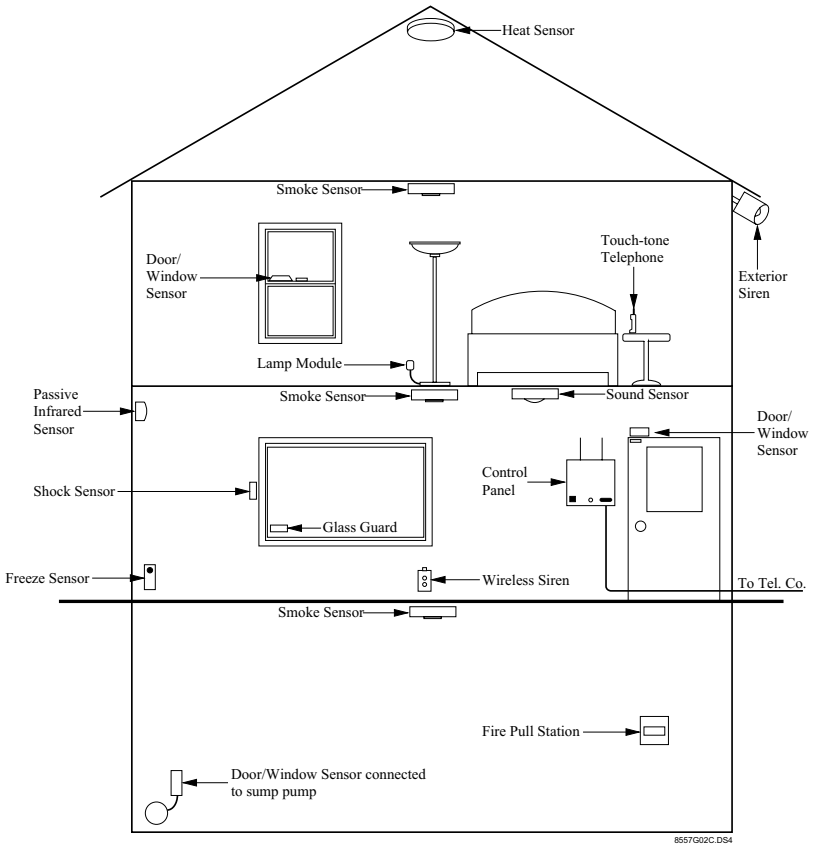 Heat Sensor
Smoke Sensor
Door/
Window
Sensor
Touch-tone
Telephone
Exterior
Siren
Lamp Module
Passive
Infrared
Sensor
Smoke Sensor
Sound Sensor
Door/
Window
Sensor
Shock Sensor
Control
Panel
Glass Guard
Freeze Sensor
Wireless Siren
To Tel. Co.
Smoke Sensor
Fire Pull Station
Door/Window Sensor connected
to sump pump
8557G02C.DS4